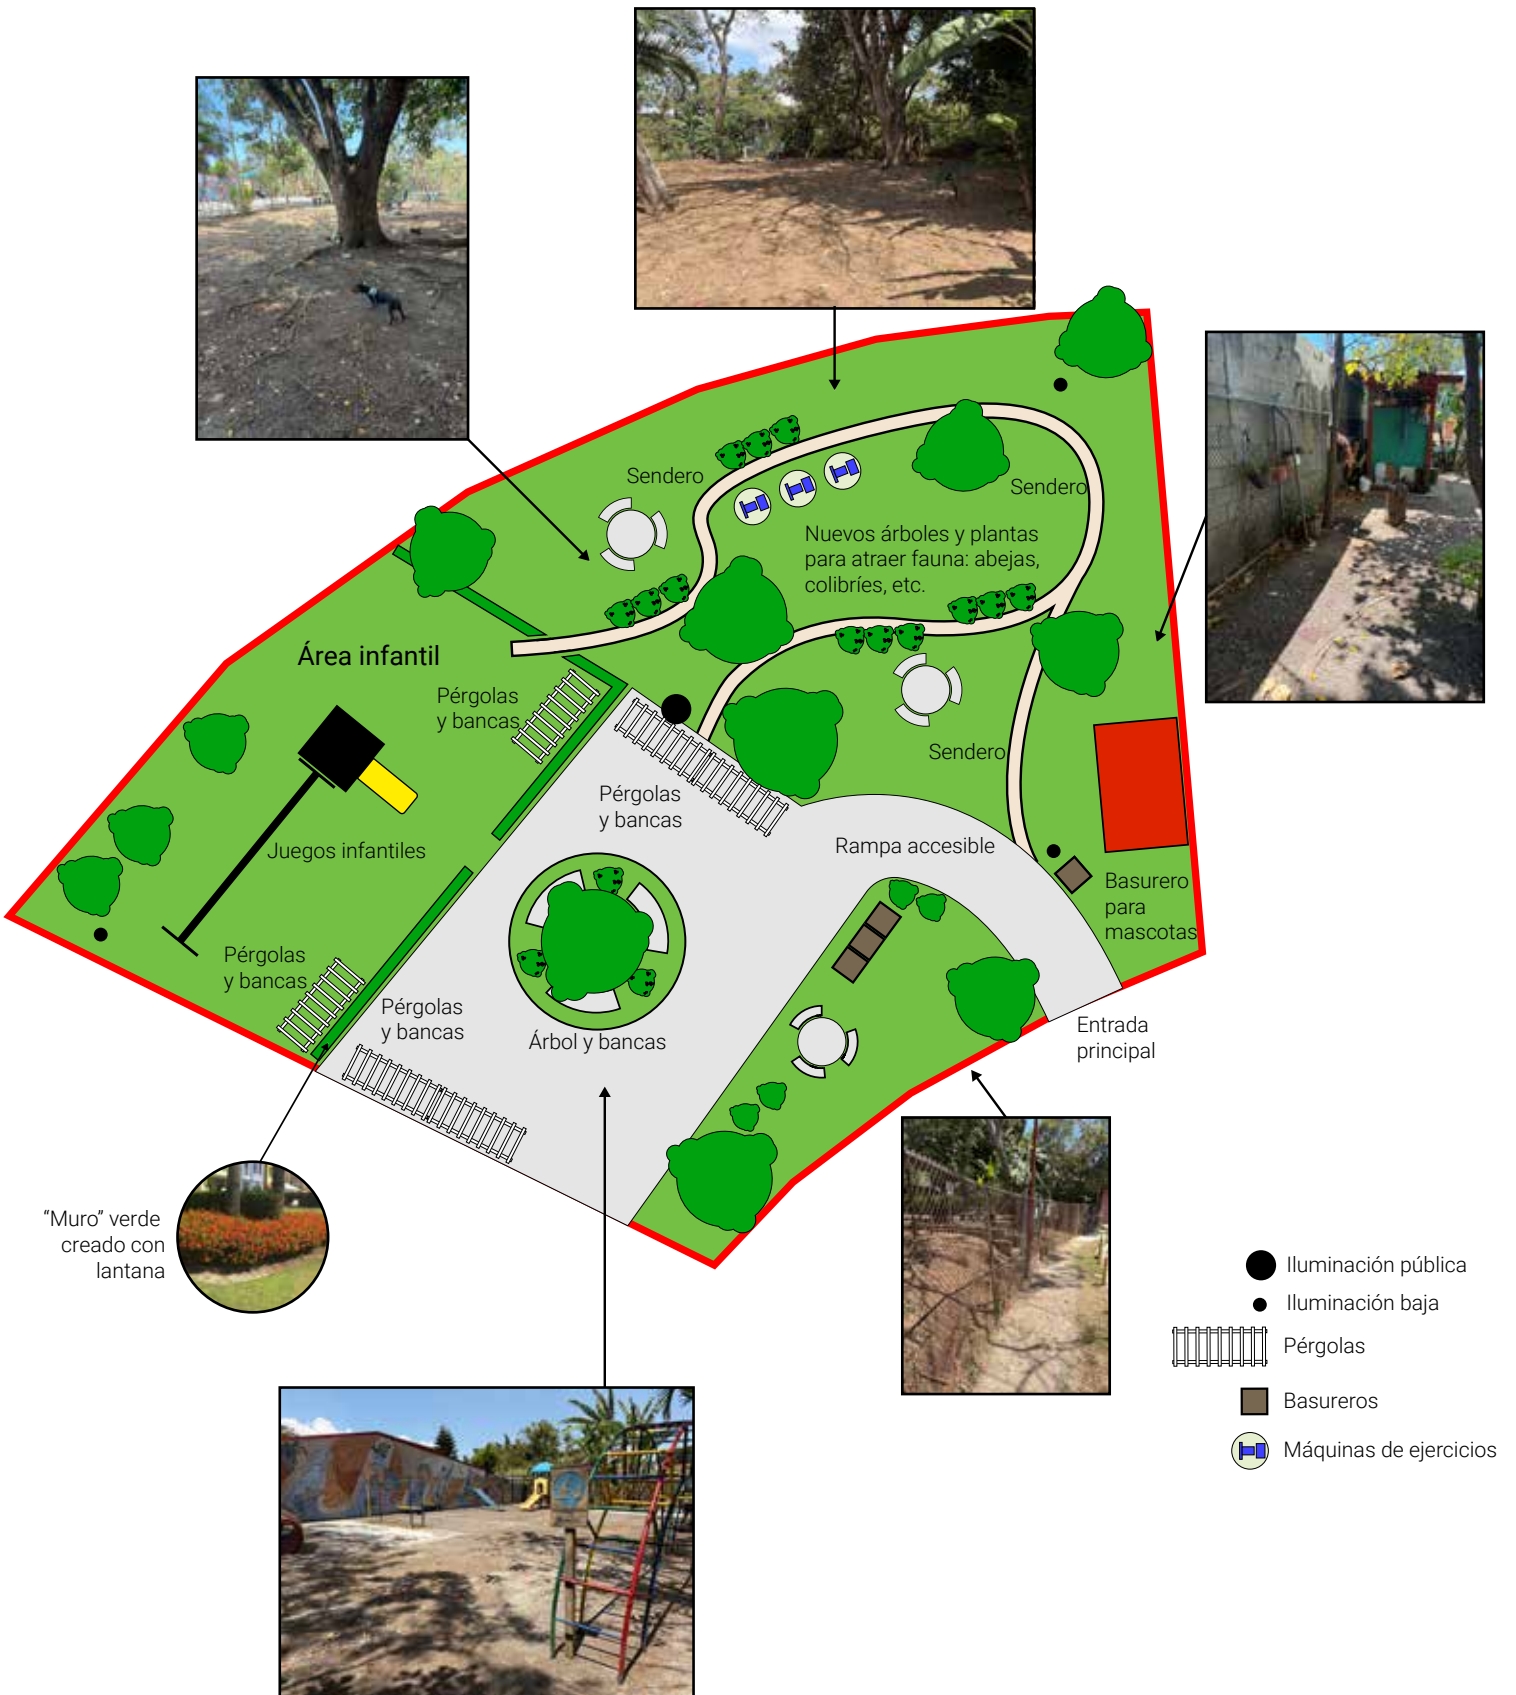 Sendero
Sendero
Nuevos árboles y plantas
para atraer fauna: abejas,
colibríes, etc.
Área infantil
Pérgolas
y bancas
Sendero
Pérgolas
y bancas
Rampa accesible
Juegos infantiles
Basurero
para
mascotas
Pérgolas
y bancas
Pérgolas
y bancas
Árbol y bancas
Entrada
principal
“Muro” verde
creado con
lantana
Iluminación pública
Iluminación baja
Pérgolas
Basureros
Máquinas de ejercicios